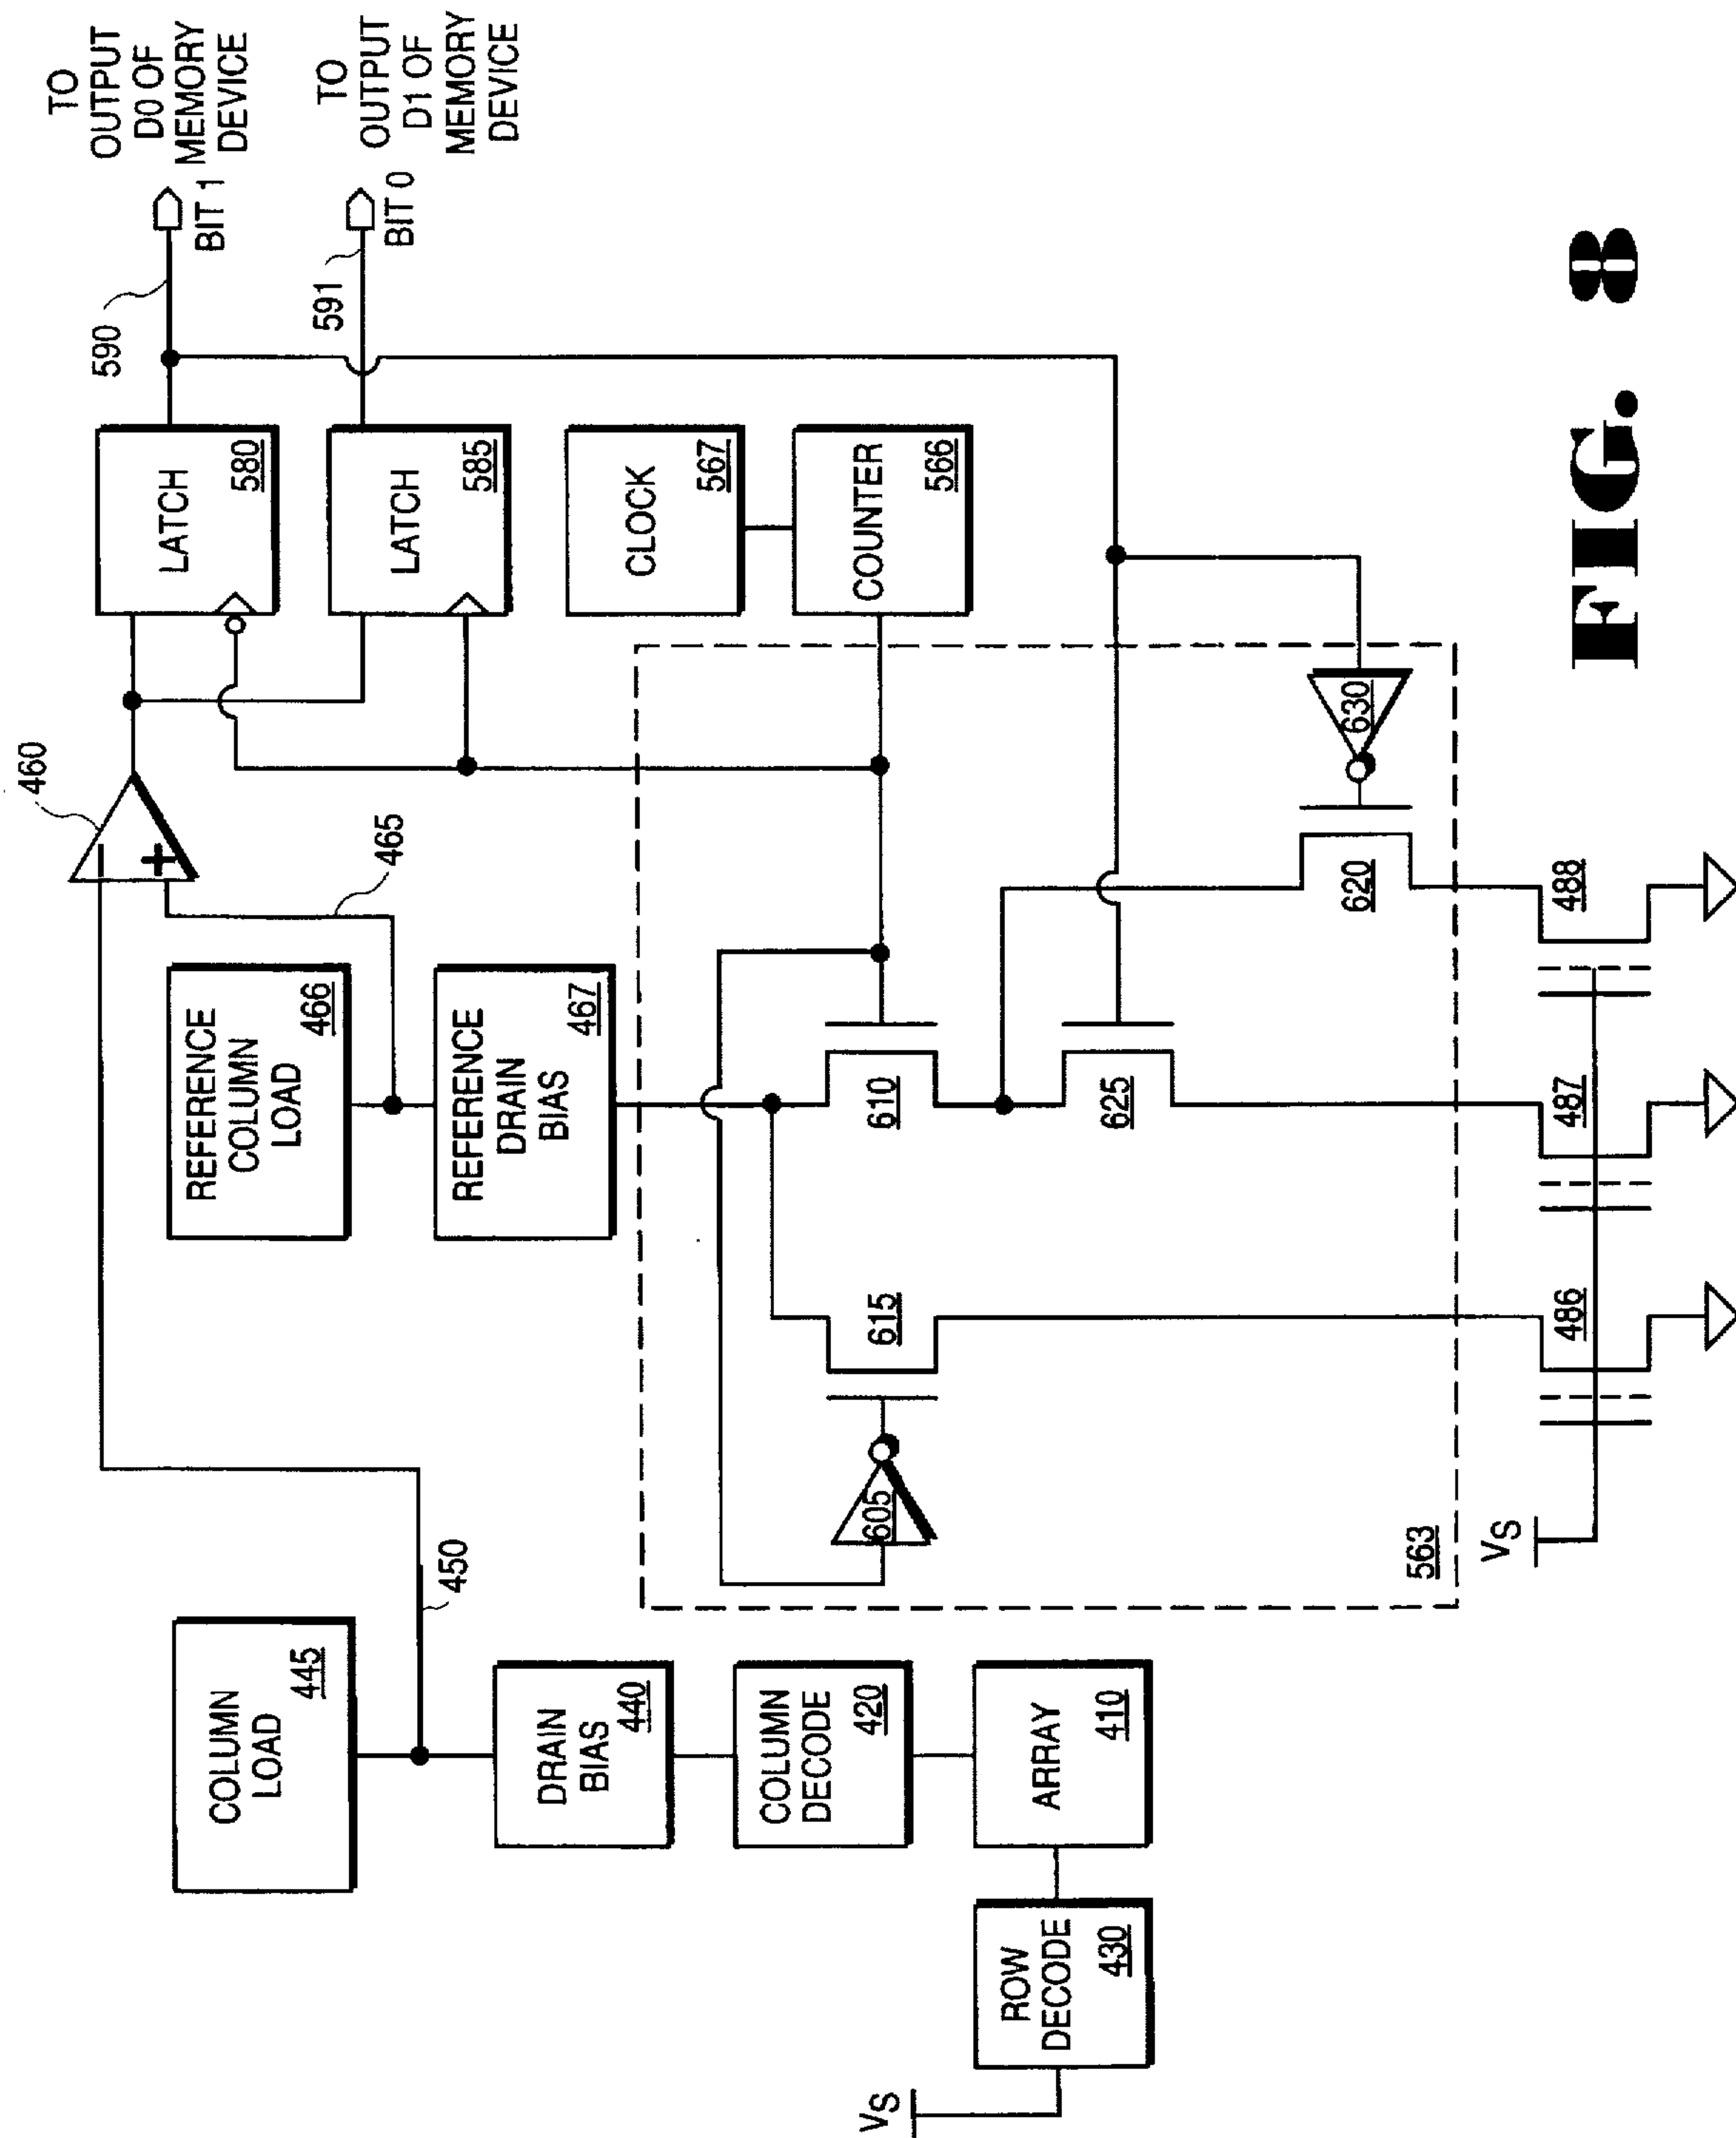 TO
OUTPUT
D0 OF
MEMORY
DEVICE
BIT 1
590
TO
OUTPUT
D1 OF
MEMORY
DEVICE
BIT 0
591
460
LATCH
580
LATCH
585
CLOCK
567
COUNTER
566
465
REFERENCE
COLUMN
LOAD
466
REFERENCE
DRAIN
BIAS
467
450
COLUMN
LOAD
445
DRAIN
BIAS
440
COLUMN
DECODE
420
ARRAY
410
ROW
DECODE
430
VS
605
615
610
625
620
630
563
VS
486
487
488
FIG. 8